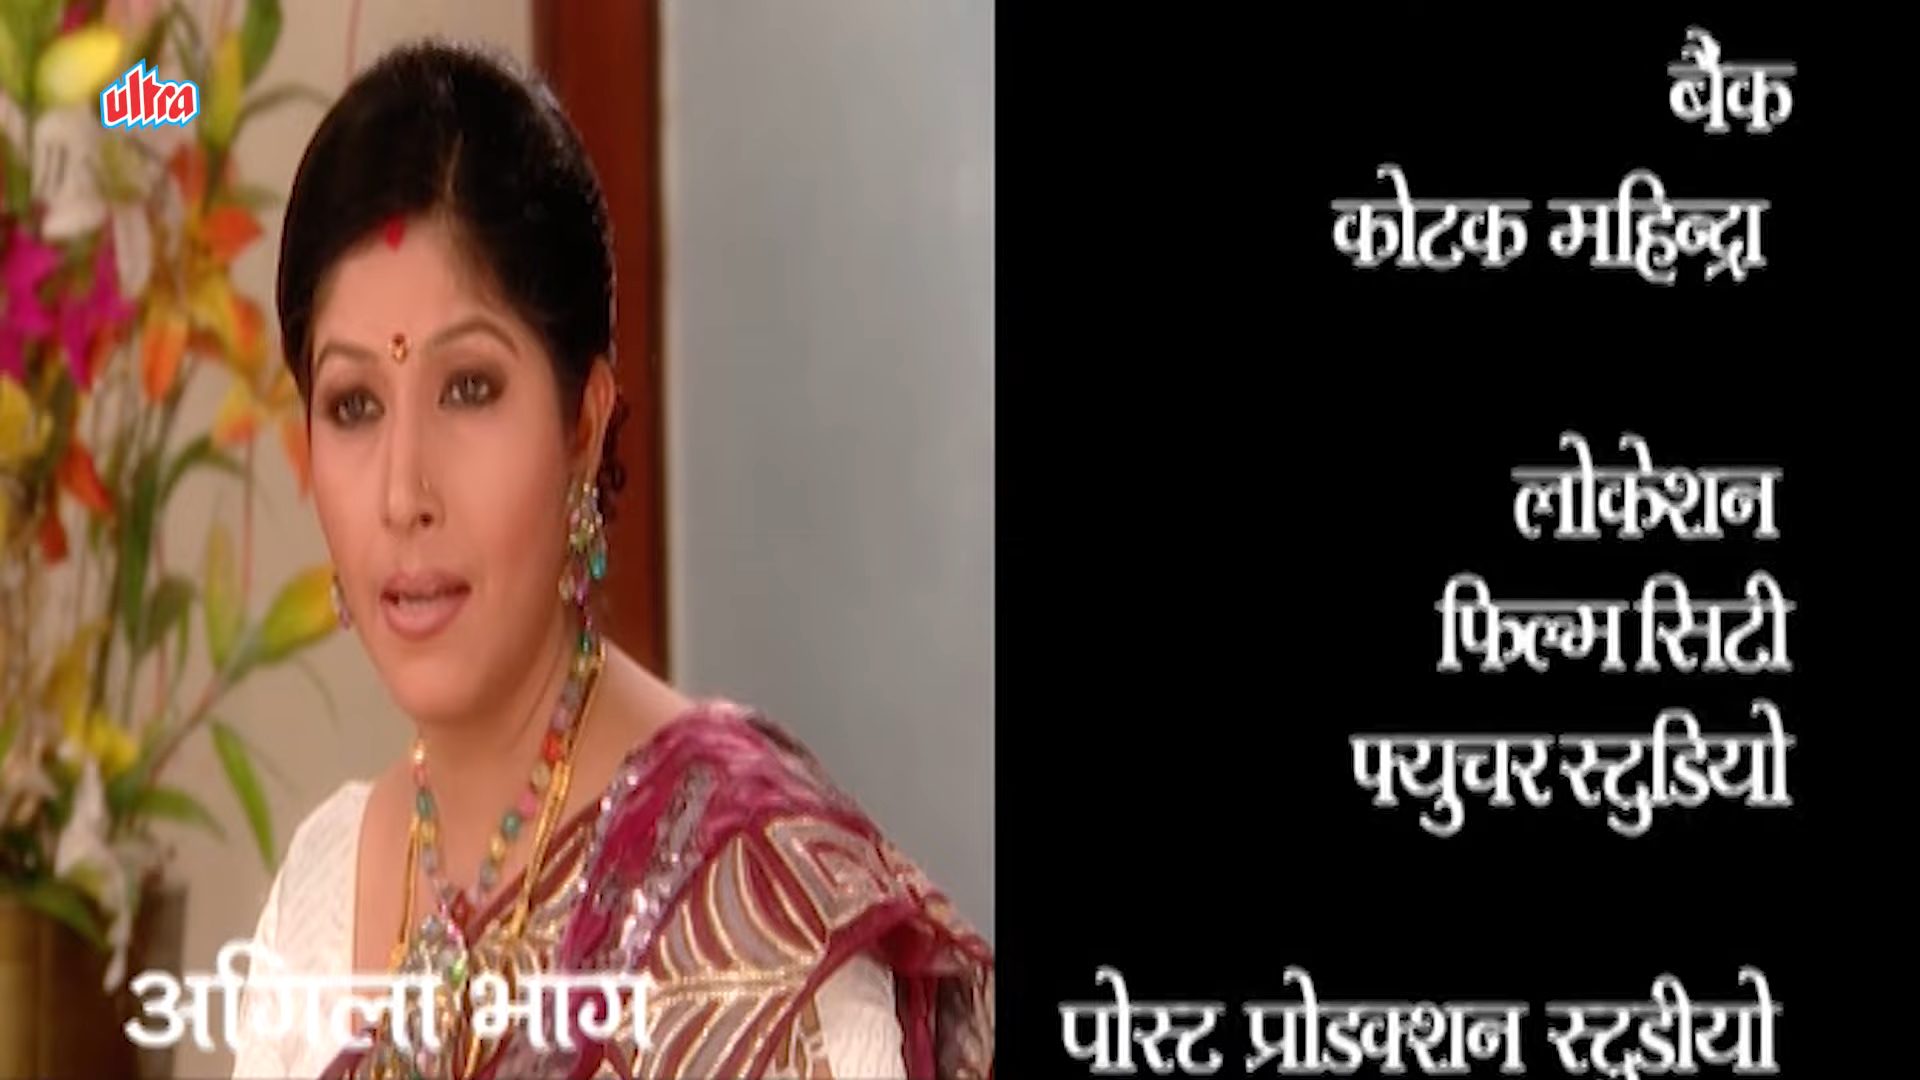 ultra
बैंक
कोटक महिन्द्रा
लोकेशन
फिल्म सिटी
फ्युचर स्टुडियो
पोस्ट प्रोडक्शन स्टुडीयो
अगिला भाग